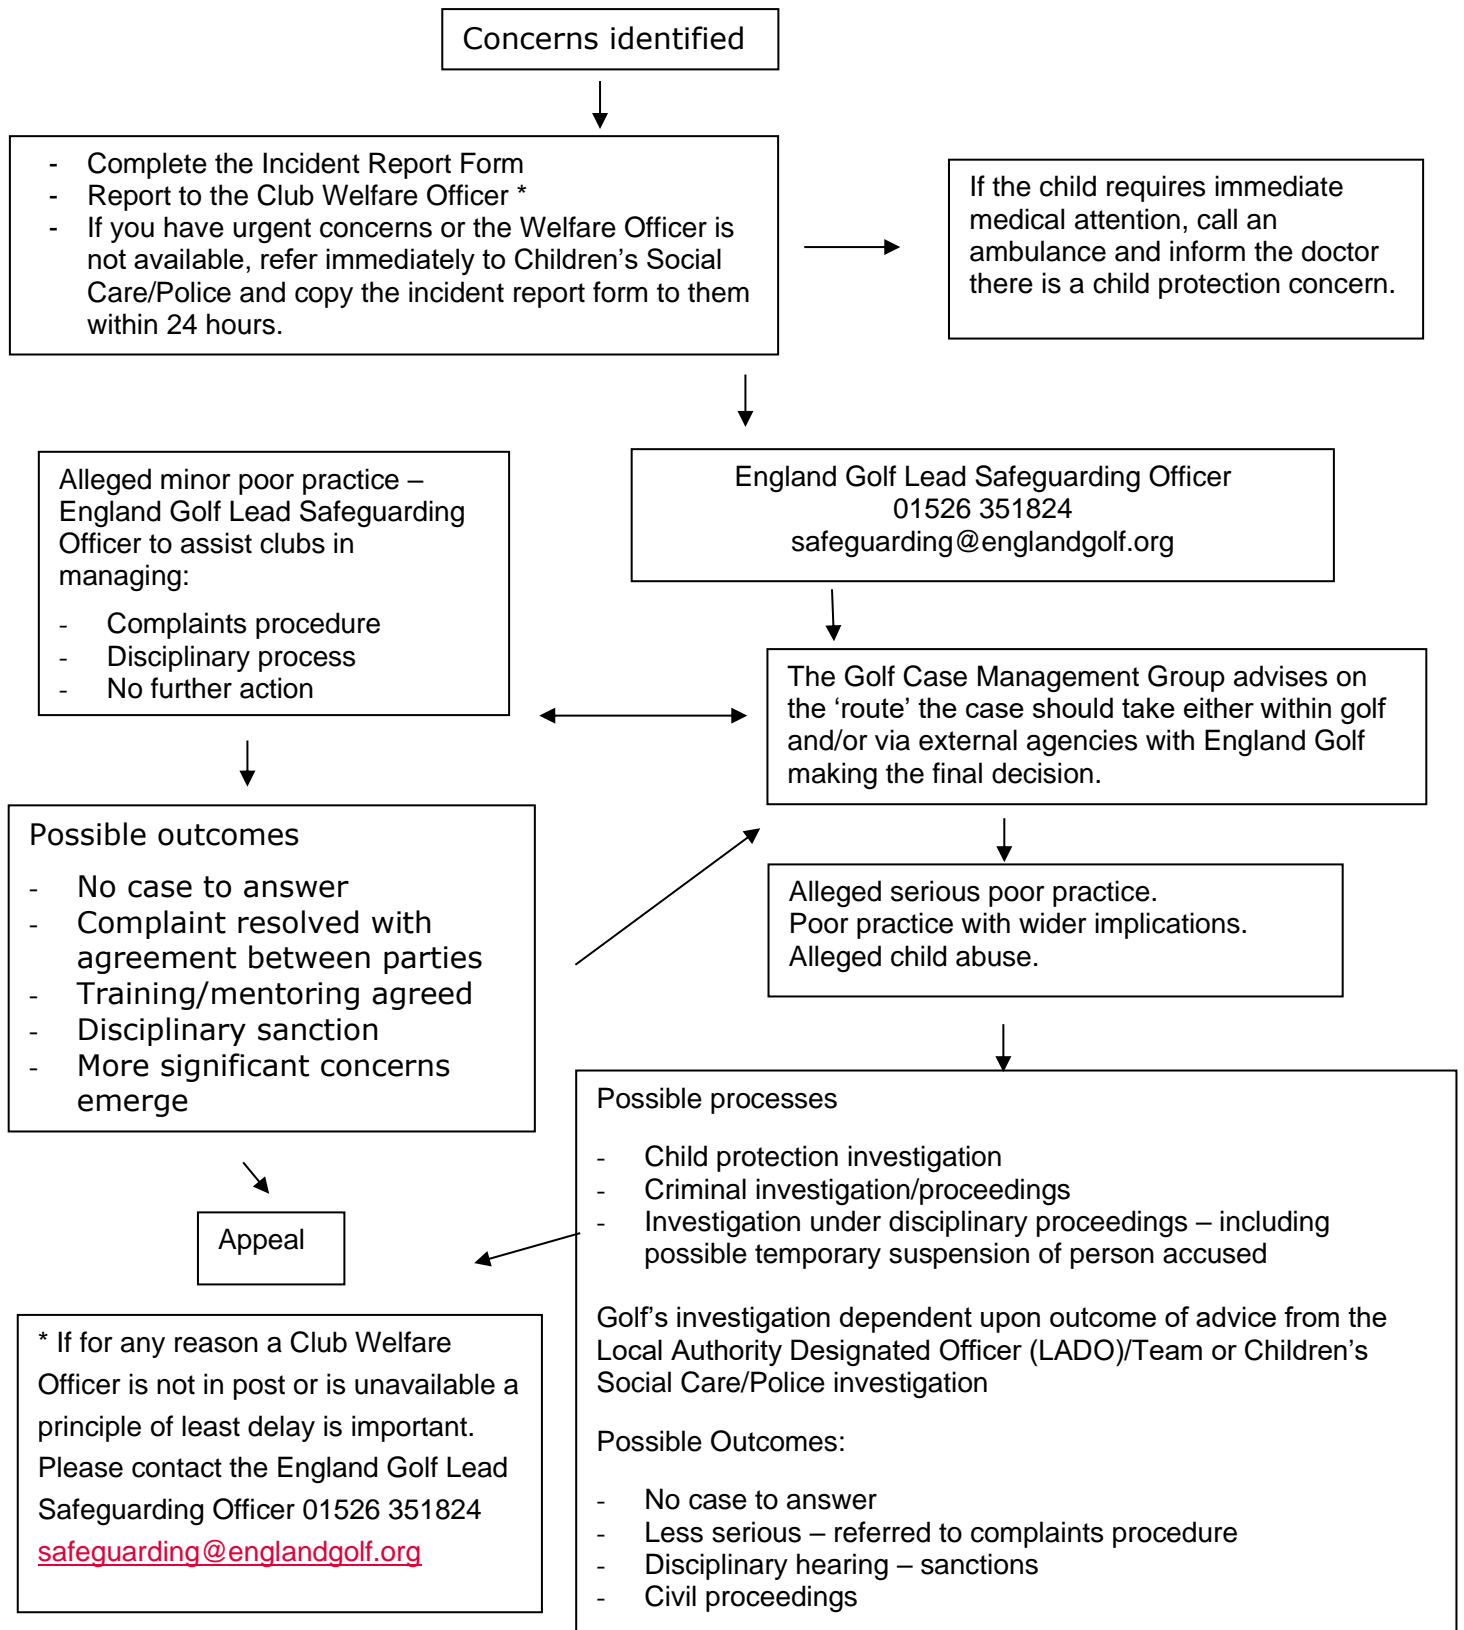 Concerns identified
- Complete the Incident Report Form
- Report to the Club Welfare Officer *
- If you have urgent concerns or the Welfare Officer is
not available, refer immediately to Children’s Social
Care/Police and copy the incident report form to them
within 24 hours.
If the child requires immediate
medical attention, call an
ambulance and inform the doctor
there is a child protection concern.
Alleged minor poor practice –
England Golf Lead Safeguarding
Officer to assist clubs in
managing:
- Complaints procedure
- Disciplinary process
- No further action
England Golf Lead Safeguarding Officer
01526 351824
safeguarding@englandgolf.org
The Golf Case Management Group advises on
the ‘route’ the case should take either within golf
and/or via external agencies with England Golf
making the final decision.
Possible outcomes
- No case to answer
- Complaint resolved with
agreement between parties
- Training/mentoring agreed
- Disciplinary sanction
- More significant concerns
emerge
Alleged serious poor practice.
Poor practice with wider implications.
Alleged child abuse.
Possible processes
- Child protection investigation
- Criminal investigation/proceedings
- Investigation under disciplinary proceedings – including
possible temporary suspension of person accused
Golf’s investigation dependent upon outcome of advice from the
Local Authority Designated Officer (LADO)/Team or Children’s
Social Care/Police investigation
Possible Outcomes:
- No case to answer
- Less serious – referred to complaints procedure
- Disciplinary hearing – sanctions
- Civil proceedings
Appeal
* If for any reason a Club Welfare
Officer is not in post or is unavailable a
principle of least delay is important.
Please contact the England Golf Lead
Safeguarding Officer 01526 351824
safeguarding@englandgolf.org